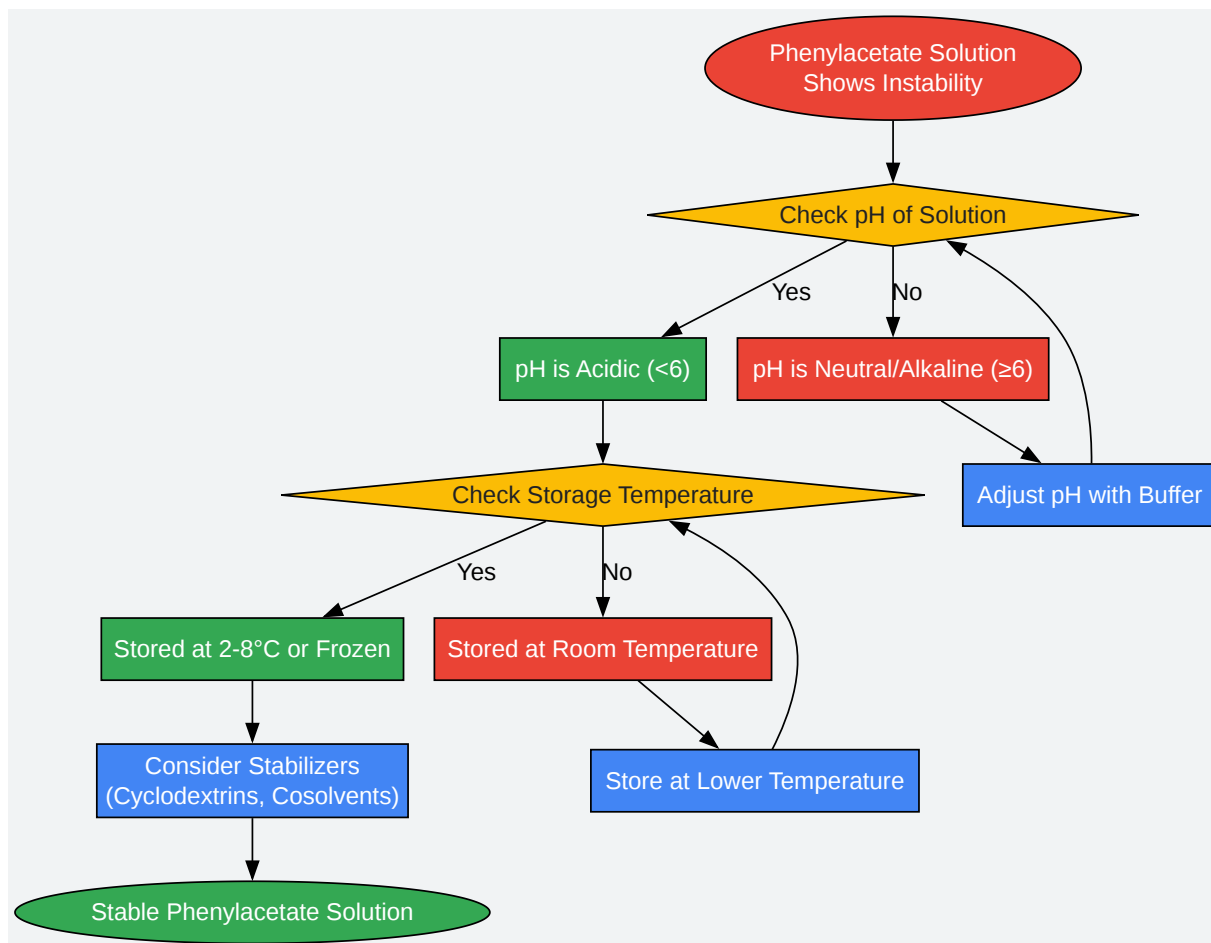 Phenylacetate Solution
Shows Instability
Check pH of Solution
Yes
No
pH is Acidic (<6)
pH is Neutral/Alkaline (≥6)
Check Storage Temperature
Adjust pH with Buffer
Yes
No
Stored at 2-8°C or Frozen
Stored at Room Temperature
Consider Stabilizers
(Cyclodextrins, Cosolvents)
Store at Lower Temperature
Stable Phenylacetate Solution